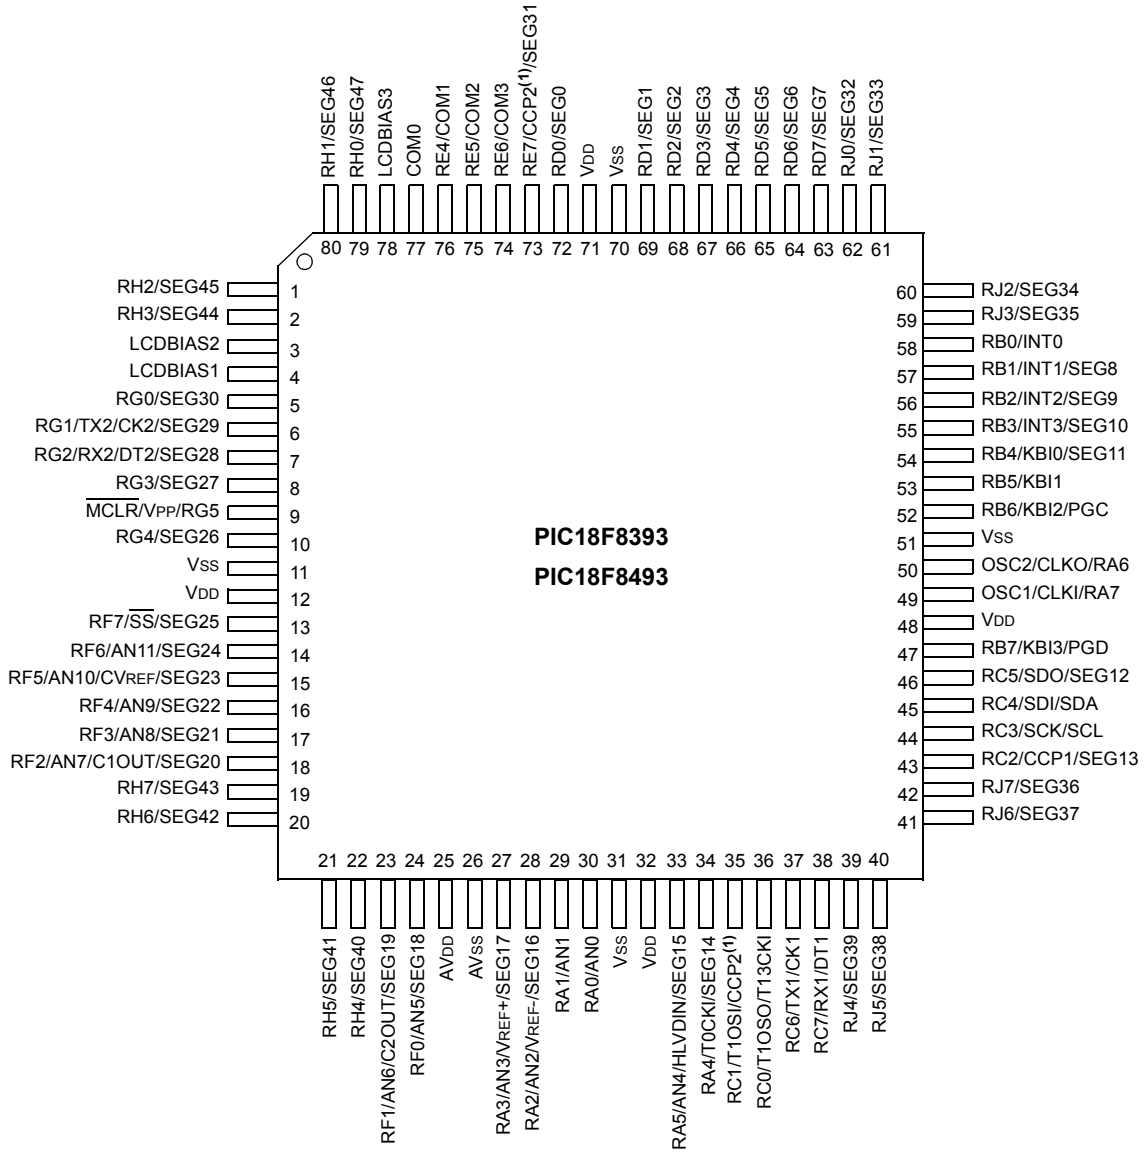 RH1/SEG46
RH0/SEG47
LCDBIAS3
COM0
RE4/COM1
RE5/COM2
RE6/COM3
RE7/CCP2(1)/SEG31
RD0/SEG0
VDD
VSS
RD1/SEG1
RD2/SEG2
RD3/SEG3
RD4/SEG4
RD5/SEG5
RD6/SEG6
RD7/SEG7
RJ0/SEG32
RJ1/SEG33
80 79 78 77 76 75 74 73 72 71 70 69 68 67 66 65 64 63 62 61
RH2/SEG45 1
RH3/SEG44 2
LCDBIAS2 3
LCDBIAS1 4
RG0/SEG30 5
RG1/TX2/CK2/SEG29 6
RG2/RX2/DT2/SEG28 7
RG3/SEG27 8
MCLR/VPP/RG5 9
RG4/SEG26 10
VSS 11
VDD 12
RF7/SS/SEG25 13
RF6/AN11/SEG24 14
RF5/AN10/CVREF/SEG23 15
RF4/AN9/SEG22 16
RF3/AN8/SEG21 17
RF2/AN7/C1OUT/SEG20 18
RH7/SEG43 19
RH6/SEG42 20
PIC18F8393
PIC18F8493
60 RJ2/SEG34
59 RJ3/SEG35
58 RB0/INT0
57 RB1/INT1/SEG8
56 RB2/INT2/SEG9
55 RB3/INT3/SEG10
54 RB4/KBI0/SEG11
53 RB5/KBI1
52 RB6/KBI2/PGC
51 VSS
50 OSC2/CLKO/RA6
49 OSC1/CLKI/RA7
48 VDD
47 RB7/KBI3/PGD
46 RC5/SDO/SEG12
45 RC4/SDI/SDA
44 RC3/SCK/SCL
43 RC2/CCP1/SEG13
42 RJ7/SEG36
41 RJ6/SEG37
21 22 23 24 25 26 27 28 29 30 31 32 33 34 35 36 37 38 39 40
RH5/SEG41
RH4/SEG40
RF1/AN6/C2OUT/SEG19
RF0/AN5/SEG18
AVDD
AVSS
RA3/AN3/VREF+/SEG17
RA2/AN2/VREF-/SEG16
RA1/AN1
RA0/AN0
VSS
VDD
RA5/AN4/HLVDIN/SEG15
RA4/T0CKI/SEG14
RC1/T1OSI/CCP2(1)
RC0/T1OSO/T13CKI
RC6/TX1/CK1
RC7/RX1/DT1
RJ4/SEG39
RJ5/SEG38